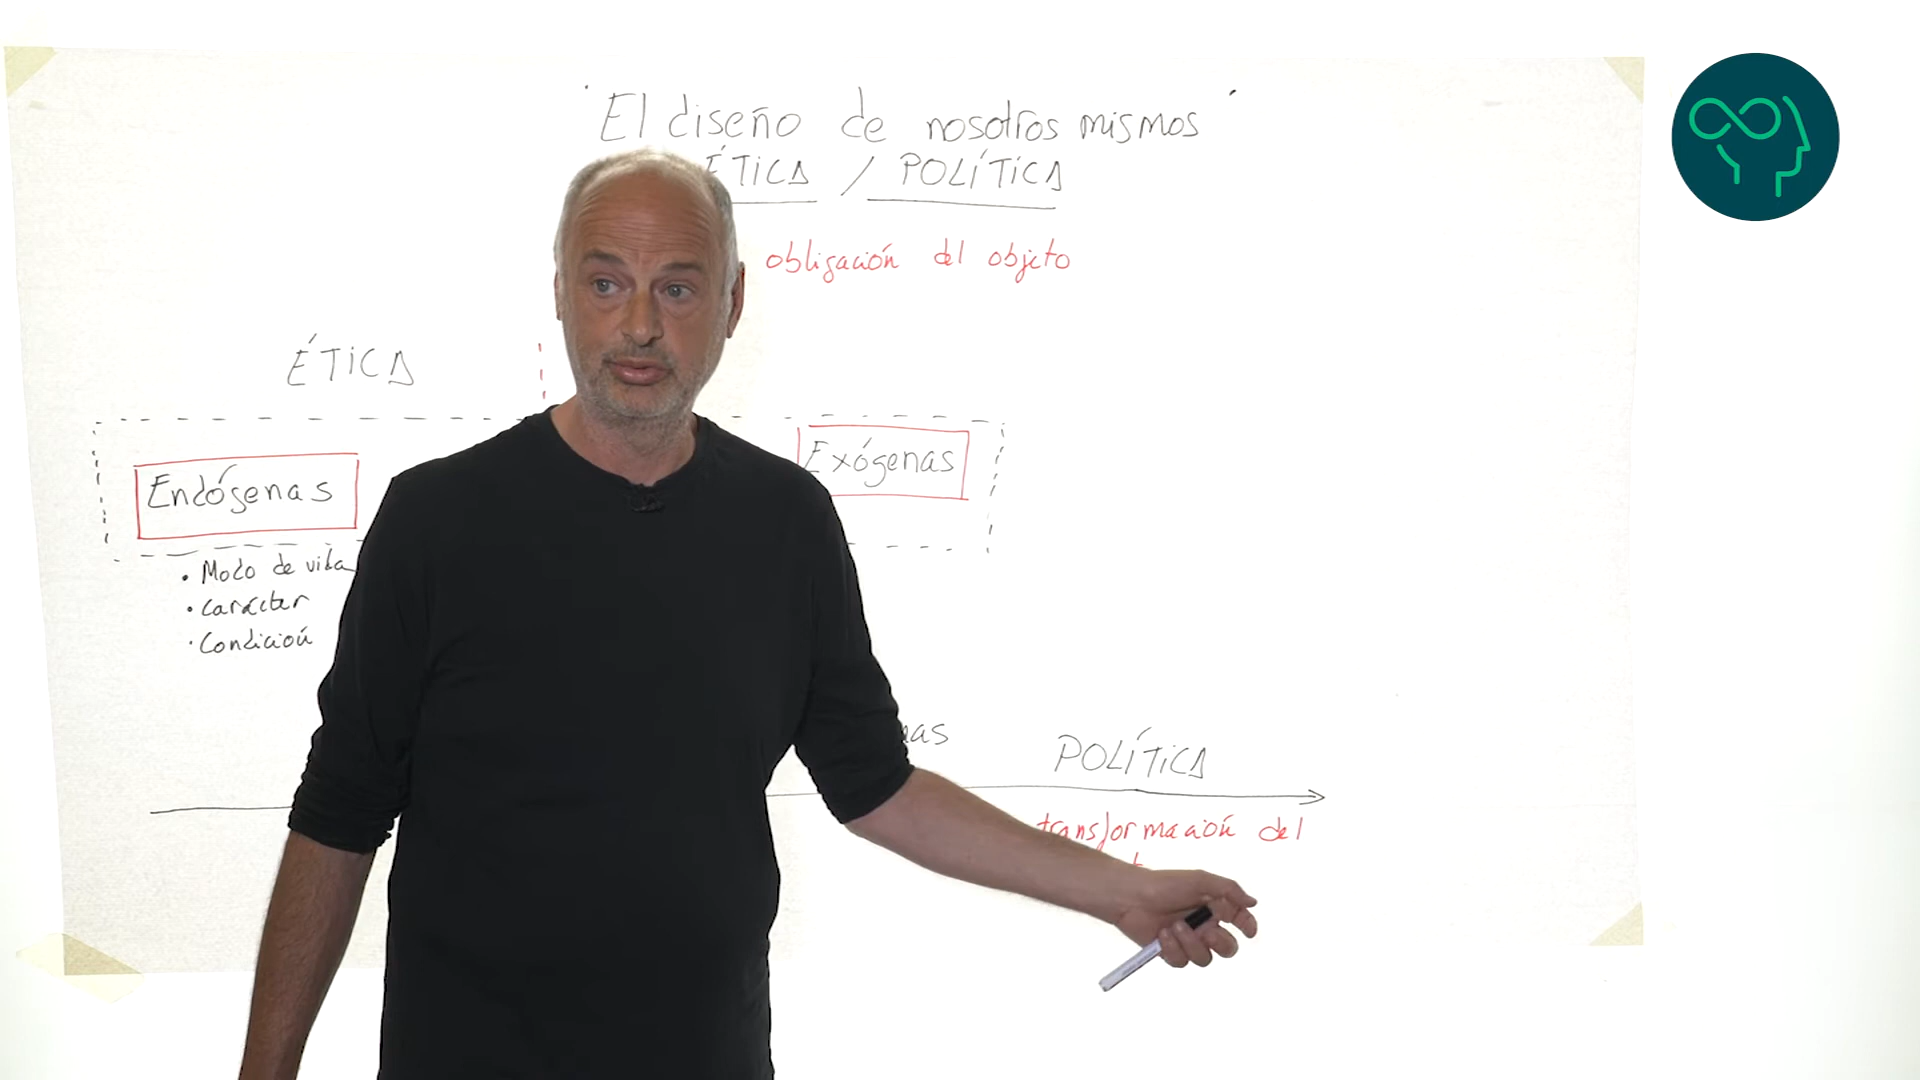 "El diseño de nosotros mismos"
ÉTICA / POLÍTICA
obligación del objeto
ÉTICA
Endógenas
Exógenas
• Modo de vida
• carácter
• Condición
POLÍTICA
transformación del